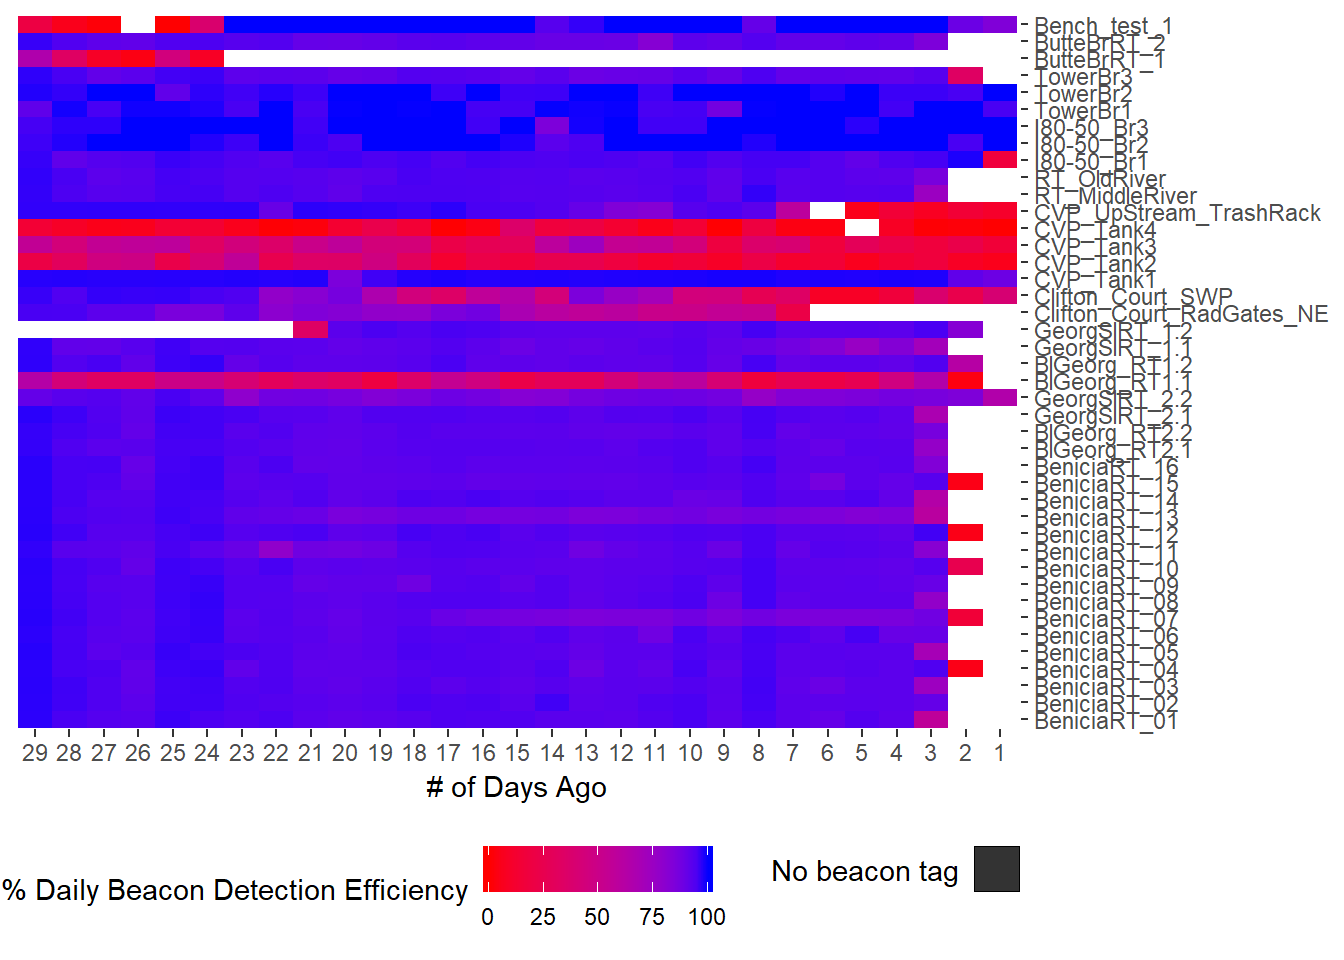 Bench_test_1
ButteBrRT_2
ButteBrRT_1
TowerBr3
TowerBr2
TowerBr1
I80-50_Br3
I80-50_Br2
I80-50_Br1
RT_OldRiver
RT_MiddleRiver
CVP_UpStream_TrashRack
CVP_Tank4
CVP_Tank3
CVP_Tank2
CVP_Tank1
Clifton_Court_SWP
Clifton_Court_RadGates_NE
GeorgSlRT_1.2
GeorgSlRT_1.1
BlGeorg_RT1.2
BlGeorg_RT1.1
GeorgSlRT_2.2
GeorgSlRT_2.1
BlGeorg_RT2.2
BlGeorg_RT2.1
BeniciaRT_16
BeniciaRT_15
BeniciaRT_14
BeniciaRT_13
BeniciaRT_12
BeniciaRT_11
BeniciaRT_10
BeniciaRT_09
BeniciaRT_08
BeniciaRT_07
BeniciaRT_06
BeniciaRT_05
BeniciaRT_04
BeniciaRT_03
BeniciaRT_02
BeniciaRT_01
29 28 27 26 25 24 23 22 21 20 19 18 17 16 15 14 13 12 11 10 9 8 7 6 5 4 3 2 1
# of Days Ago
% Daily Beacon Detection Efficiency
0 25 50 75 100
No beacon tag